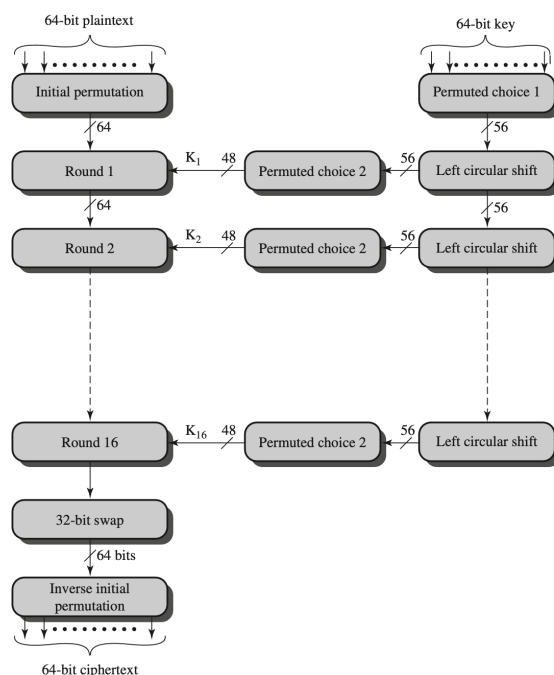 64-bit plaintext
64-bit key
Initial permutation
Permuted choice 1
64
56
Round 1
K₁
48
Permuted choice 2
56
Left circular shift
64
56
Round 2
K₂
48
Permuted choice 2
56
Left circular shift
Round 16
K₁₆
48
Permuted choice 2
56
Left circular shift
32-bit swap
64 bits
Inverse initial
permutation
64-bit ciphertext